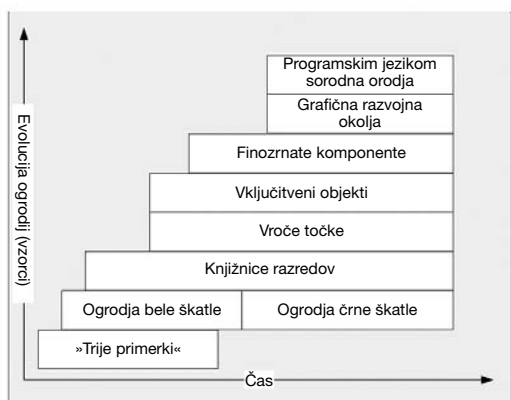 Programskim jezikom
sorodna orodja
Grafična razvojna
okolja
Finozrnate komponente
Vključitveni objekti
Vroče točke
Knjižnice razredov
Ogrodja bele škatle
Ogrodja črne škatle
»Trije primerki«
Evolucija ogrodij (vzorci)
Čas